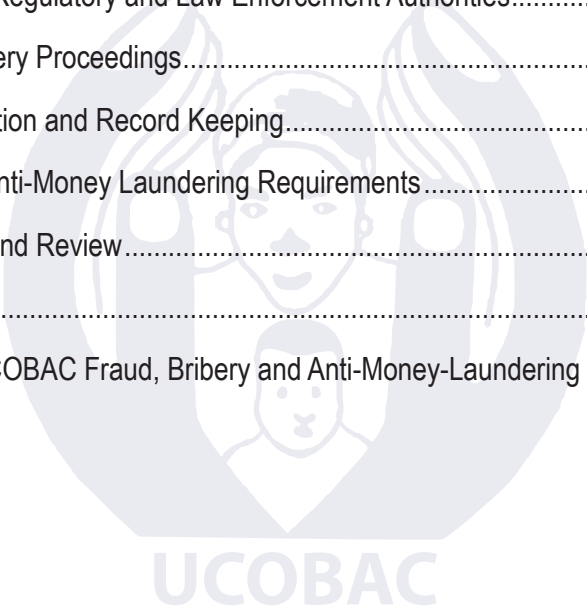 Regulatory and Law Enforcement Authorities..............
ery Proceedings.............................................................
tion and Record Keeping.............................................
nti-Money Laundering Requirements........................
nd Review......................................................................
.......................................................................................
COBAC Fraud, Bribery and Anti-Money-Laundering
UCOBAC